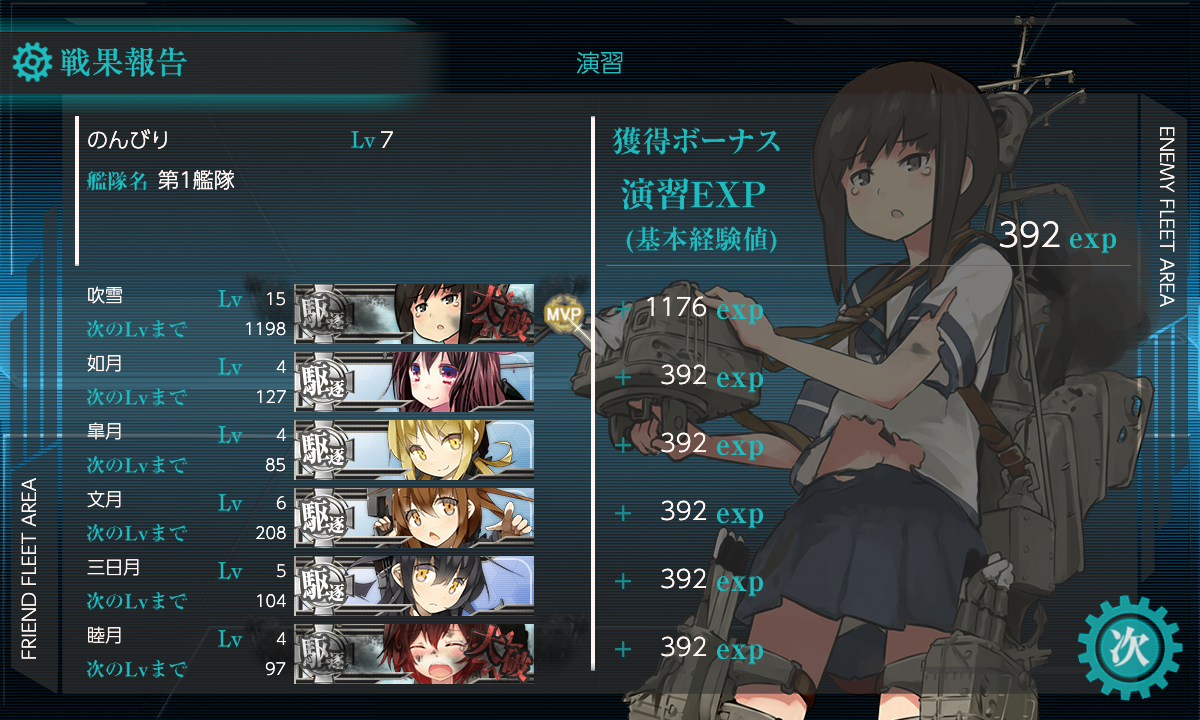 戦果報告
演習
のんびり Lv 7
艦隊名 第1艦隊
吹雪 Lv 15
次のLvまで 1198
駆逐
大破
MVP
如月 Lv 4
次のLvまで 127
駆逐
皐月 Lv 4
次のLvまで 85
駆逐
文月 Lv 6
次のLvまで 208
駆逐
三日月 Lv 5
次のLvまで 104
駆逐
睦月 Lv 4
次のLvまで 97
駆逐
大破
獲得ボーナス
演習EXP
(基本経験値)
392 exp
+ 1176 exp
+ 392 exp
+ 392 exp
+ 392 exp
+ 392 exp
+ 392 exp
FRIEND FLEET AREA
ENEMY FLEET AREA
次